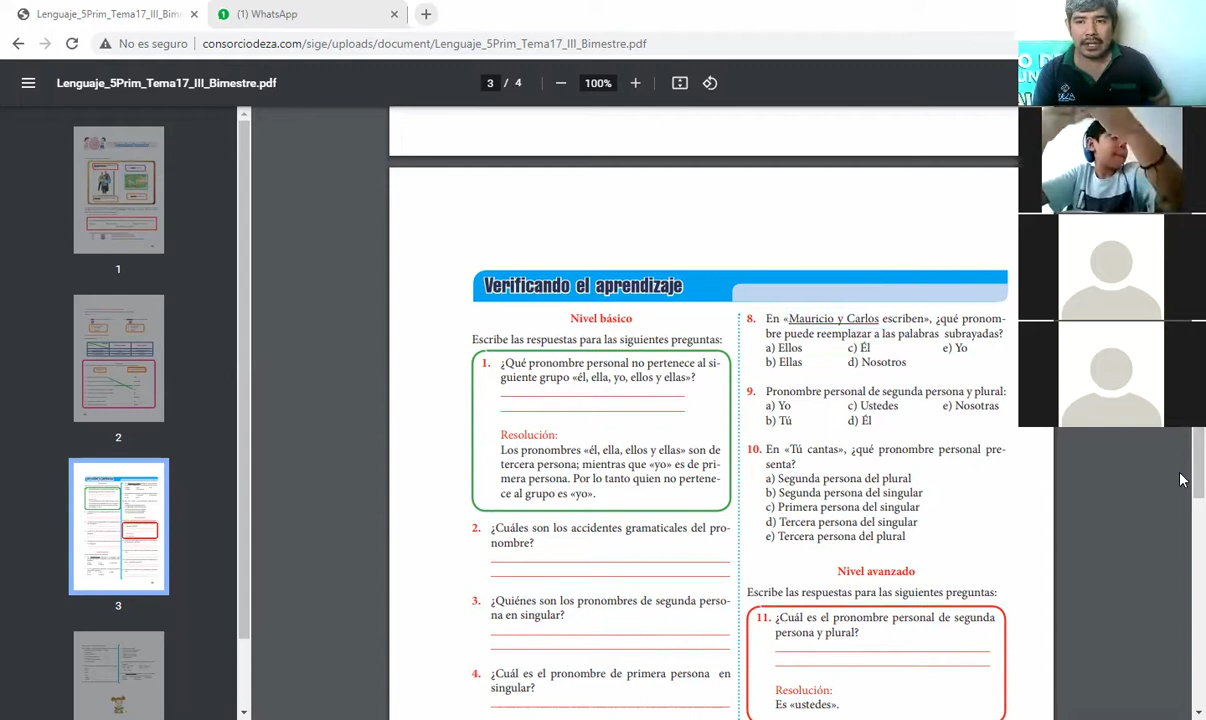 Lenguaje_5Prim_Tema17_III_Bim
(1) WhatsApp
No es seguro
consorciodeza.com/sige/uploads/document/Lenguaje_5Prim_Tema17_III_Bimestre.pdf
Lenguaje_5Prim_Tema17_III_Bimestre.pdf
3 / 4
100%
1
2
3
Verificando el aprendizaje
Nivel básico
Escribe las respuestas para las siguientes preguntas:
1. ¿Qué pronombre personal no pertenece al si-
guiente grupo «él, ella, yo, ellos y ellas»?
Resolución:
Los pronombres «él, ella, ellos y ellas» son de
tercera persona; mientras que «yo» es de pri-
mera persona. Por lo tanto quien no pertene-
ce al grupo es «yo».
2. ¿Cuáles son los accidentes gramaticales del pro-
nombre?
3. ¿Quiénes son los pronombres de segunda perso-
na en singular?
4. ¿Cuál es el pronombre de primera persona en
singular?
8. En «Mauricio y Carlos escriben», ¿qué pronom-
bre puede reemplazar a las palabras subrayadas?
a) Ellos c) Él e) Yo
b) Ellas d) Nosotros
9. Pronombre personal de segunda persona y plural:
a) Yo c) Ustedes e) Nosotras
b) Tú d) Él
10. En «Tú cantas», ¿qué pronombre personal pre-
senta?
a) Segunda persona del plural
b) Segunda persona del singular
c) Primera persona del singular
d) Tercera persona del singular
e) Tercera persona del plural
Nivel avanzado
Escribe las respuestas para las siguientes preguntas:
11. ¿Cuál es el pronombre personal de segunda
persona y plural?
Resolución:
Es «ustedes».